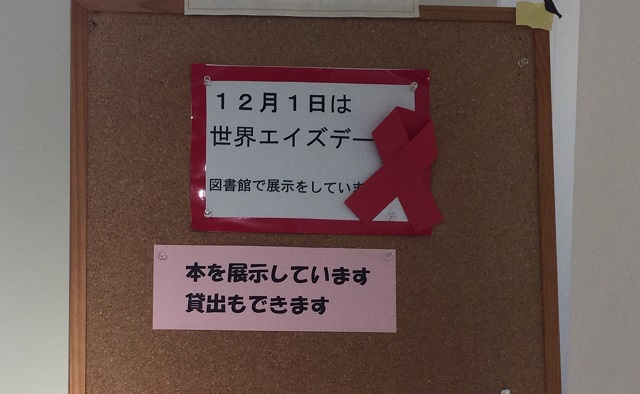 １２月１日は
世界エイズデー
図書館で展示をしていま
本を展示しています
貸出もできます